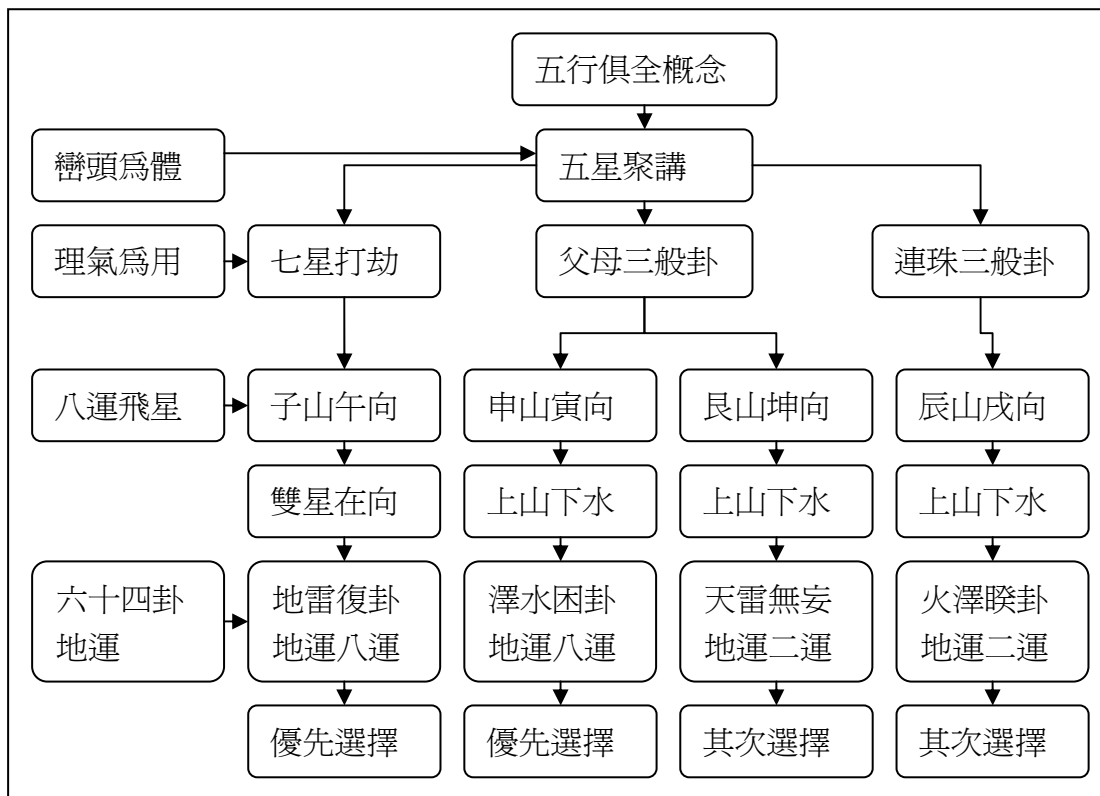 五行俱全概念
巒頭爲體
五星聚講
理氣爲用
七星打劫
父母三般卦
連珠三般卦
八運飛星
子山午向
申山寅向
艮山坤向
辰山戌向
雙星在向
上山下水
上山下水
上山下水
六十四卦
地運
地雷復卦
地運八運
澤水困卦
地運八運
天雷無妄
地運二運
火澤睽卦
地運二運
優先選擇
優先選擇
其次選擇
其次選擇